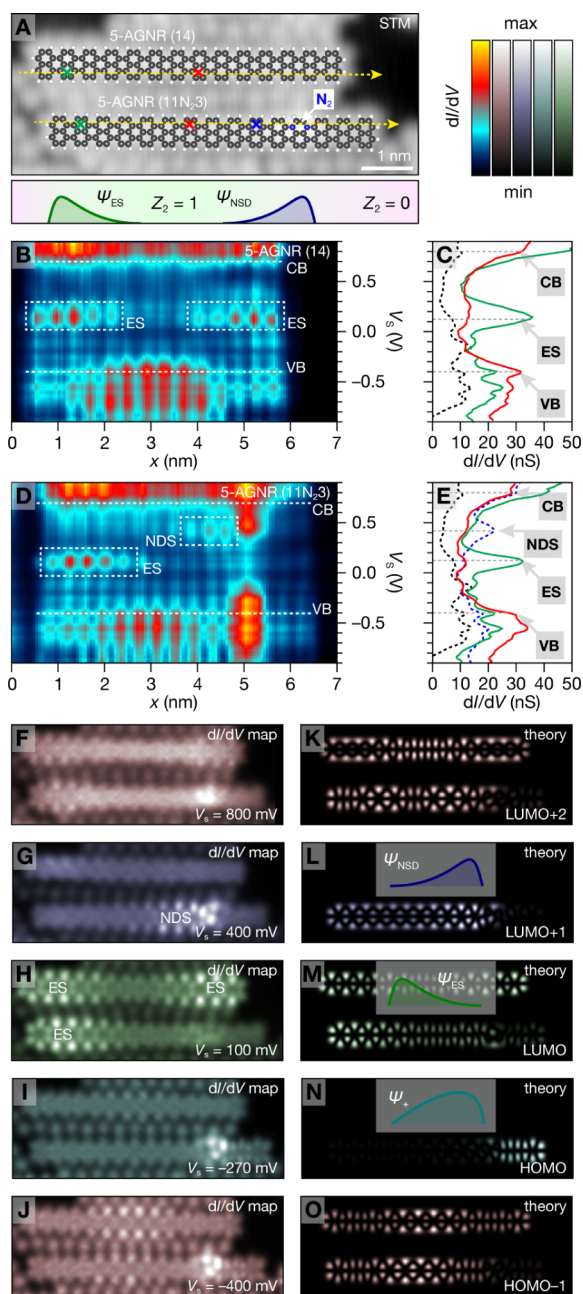 A
STM
5-AGNR (14)
5-AGNR (11N₂3)
N₂
1 nm
max
dI/dV
min
ψES Z₂ = 1 ψNSD Z₂ = 0
B
5-AGNR (14)
CB
ES
ES
VB
0.5
0.0
−0.5
Vs (V)
0 1 2 3 4 5 6 7
x (nm)
C
CB
ES
VB
0 10 20 30 40 50
dI/dV (nS)
D
5-AGNR (11N₂3)
CB
NDS
ES
VB
0.5
0.0
−0.5
Vs (V)
0 1 2 3 4 5 6 7
x (nm)
E
CB
NDS
ES
VB
0 10 20 30 40 50
dI/dV (nS)
F
dI/dV map
Vs = 800 mV
K
theory
LUMO+2
G
dI/dV map
NDS
Vs = 400 mV
L
theory
ψNSD
LUMO+1
H
dI/dV map
ES ES
ES
Vs = 100 mV
M
theory
ψES
LUMO
I
dI/dV map
Vs = −270 mV
N
theory
ψ+
HOMO
J
dI/dV map
Vs = −400 mV
O
theory
HOMO−1